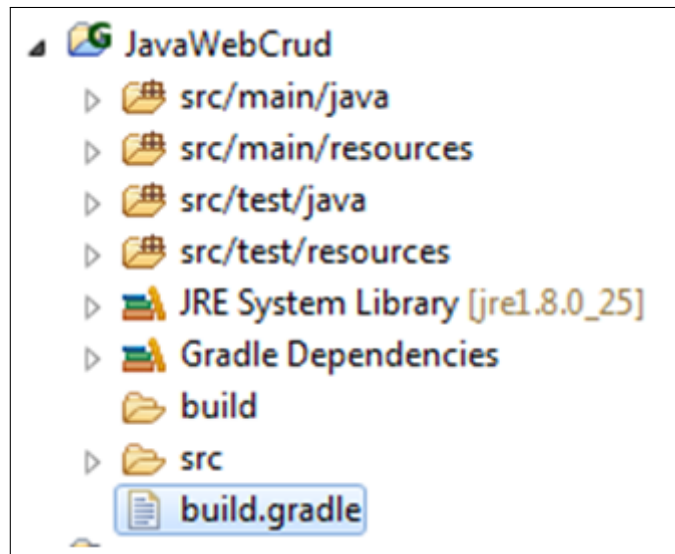 JavaWebCrud
src/main/java
src/main/resources
src/test/java
src/test/resources
JRE System Library [jre1.8.0_25]
Gradle Dependencies
build
src
build.gradle